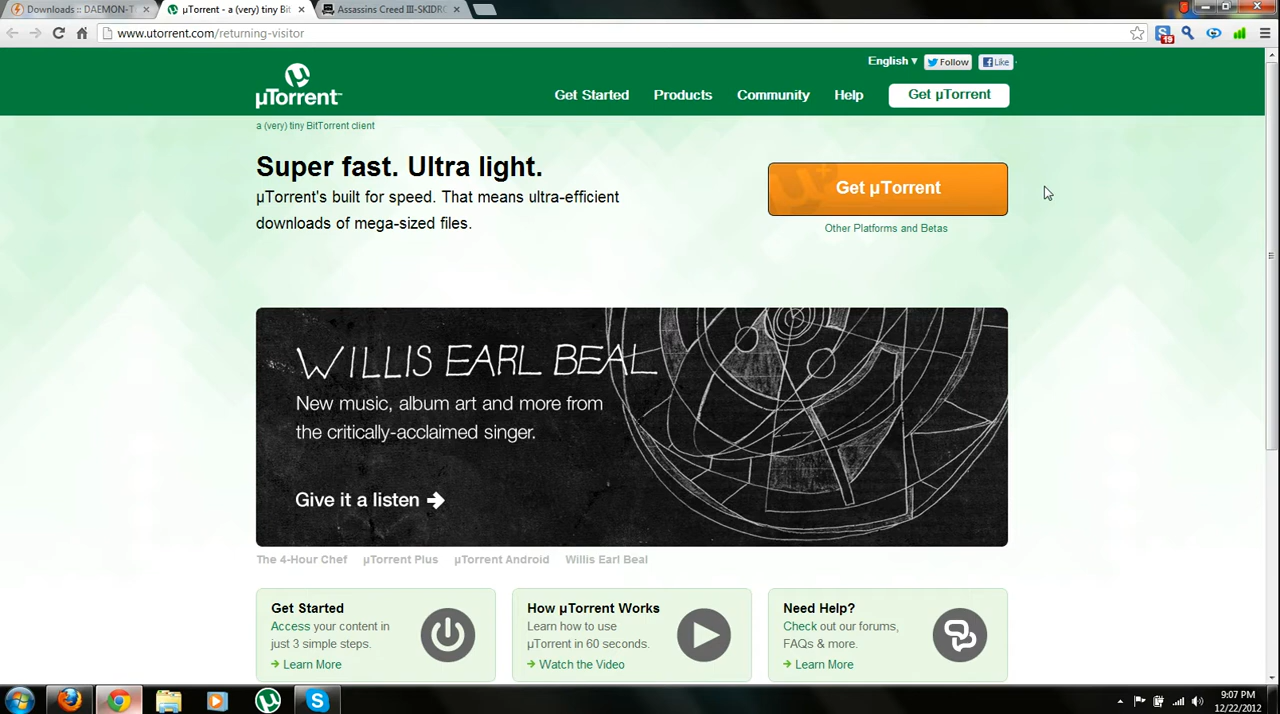 Downloads :: DAEMON-T
µTorrent - a (very) tiny Bit
Assassins Creed III-SKIDR
www.utorrent.com/returning-visitor
19
English ▾
Follow
Like
µTorrent
Get Started
Products
Community
Help
Get µTorrent
a (very) tiny BitTorrent client
Super fast. Ultra light.
µTorrent's built for speed. That means ultra-efficient
downloads of mega-sized files.
Get µTorrent
Other Platforms and Betas
WILLIS EARL BEAL
New music, album art and more from
the critically-acclaimed singer.
Give it a listen →
The 4-Hour Chef
µTorrent Plus
µTorrent Android
Willis Earl Beal
Get Started
Access your content in
just 3 simple steps.
Learn More
How µTorrent Works
Learn how to use
µTorrent in 60 seconds.
Watch the Video
Need Help?
Check out our forums,
FAQs & more.
Learn More
9:07 PM
12/22/2012